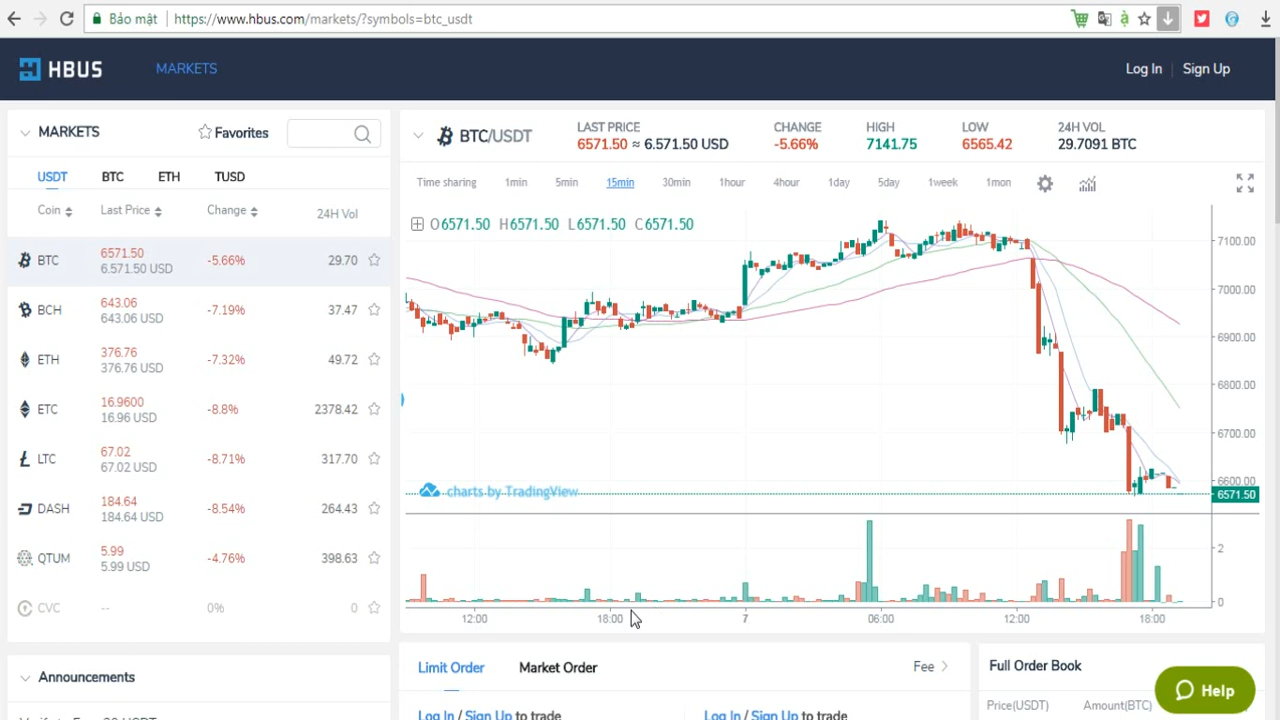 Bảo mật https://www.hbus.com/markets/?symbols=btc_usdt
HBUS MARKETS Log In Sign Up
MARKETS Favorites
USDT BTC ETH TUSD
Coin Last Price Change 24H Vol
BTC 6571.50 -5.66% 29.70
6.571.50 USD
BCH 643.06 -7.19% 37.47
643.06 USD
ETH 376.76 -7.32% 49.72
376.76 USD
ETC 16.9600 -8.8% 2378.42
16.96 USD
LTC 67.02 -8.71% 317.70
67.02 USD
DASH 184.64 -8.54% 264.43
184.64 USD
QTUM 5.99 -4.76% 398.63
5.99 USD
CVC -- 0% 0
Announcements
BTC/USDT
LAST PRICE CHANGE HIGH LOW 24H VOL
6571.50 ≈ 6.571.50 USD -5.66% 7141.75 6565.42 29.7091 BTC
Time sharing 1min 5min 15min 30min 1hour 4hour 1day 5day 1week 1mon
O6571.50 H6571.50 L6571.50 C6571.50
7100.00
7000.00
6900.00
6800.00
6700.00
6600.00
charts by TradingView 6571.50
2
0
12:00 18:00 7 06:00 12:00 18:00
Limit Order Market Order Fee
Log In / Sign Up to trade Log In / Sign Up to trade
Full Order Book
Price(USDT) Amount(BTC)
Help